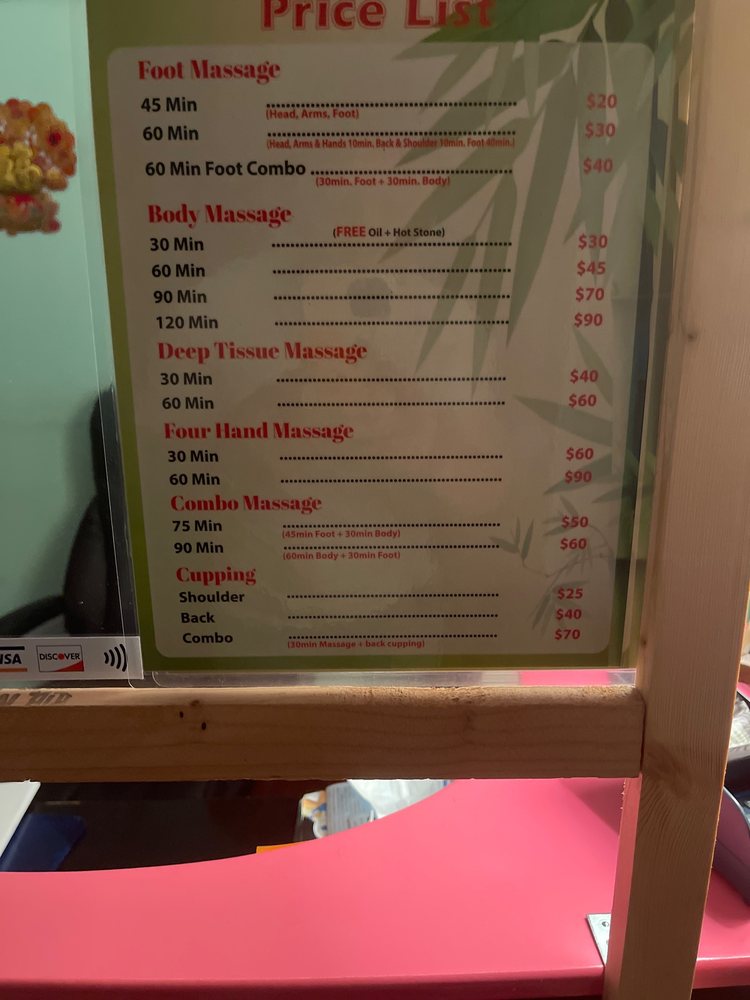 Price List
Foot Massage
45 Min $20
(Head, Arms, Foot)
60 Min $30
(Head, Arms & Hands 10min. Back & Shoulder 10min. Foot 40min.)
60 Min Foot Combo $40
(30min. Foot + 30min. Body)
Body Massage
(FREE Oil + Hot Stone)
30 Min $30
60 Min $45
90 Min $70
120 Min $90
Deep Tissue Massage
30 Min $40
60 Min $60
Four Hand Massage
30 Min $60
60 Min $90
Combo Massage
75 Min $50
(45min Foot + 30min Body)
90 Min $60
(60min Body + 30min Foot)
Cupping
Shoulder $25
Back $40
Combo $70
(30min Massage + back cupping)
DISCOVER